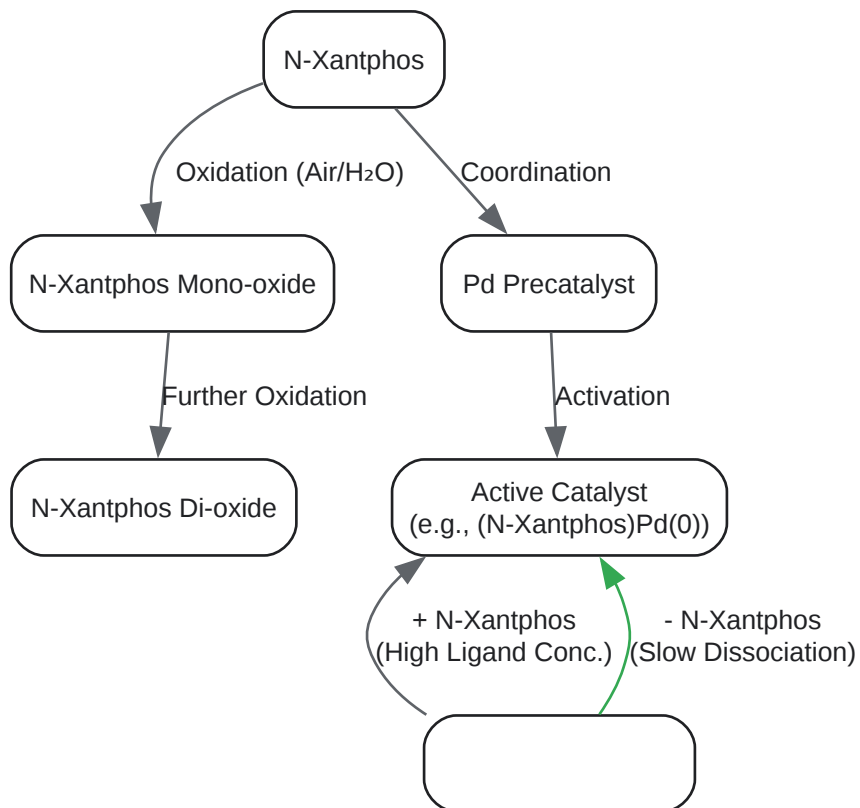 N-Xantphos
Oxidation (Air/H₂O)
Coordination
N-Xantphos Mono-oxide
Pd Precatalyst
Further Oxidation
Activation
N-Xantphos Di-oxide
Active Catalyst
(e.g., (N-Xantphos)Pd(0))
+ N-Xantphos
(High Ligand Conc.)
- N-Xantphos
(Slow Dissociation)